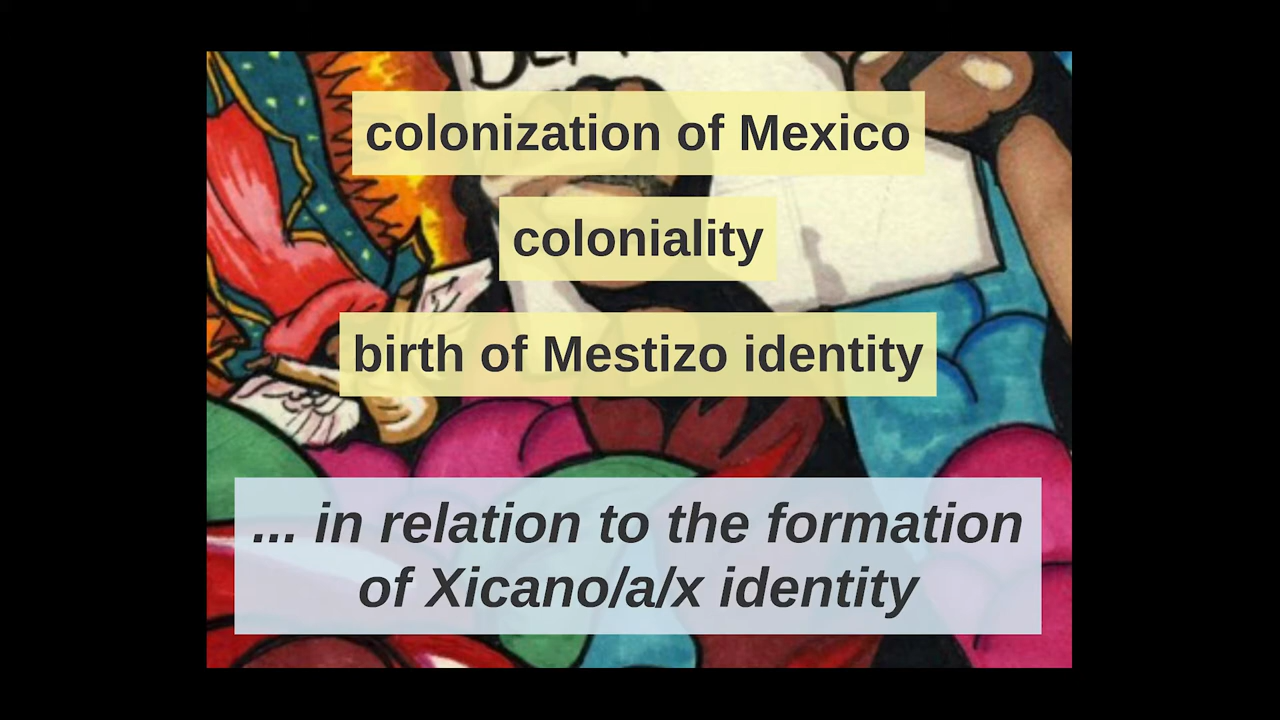 colonization of Mexico
coloniality
birth of Mestizo identity
... in relation to the formation
of Xicano/a/x identity